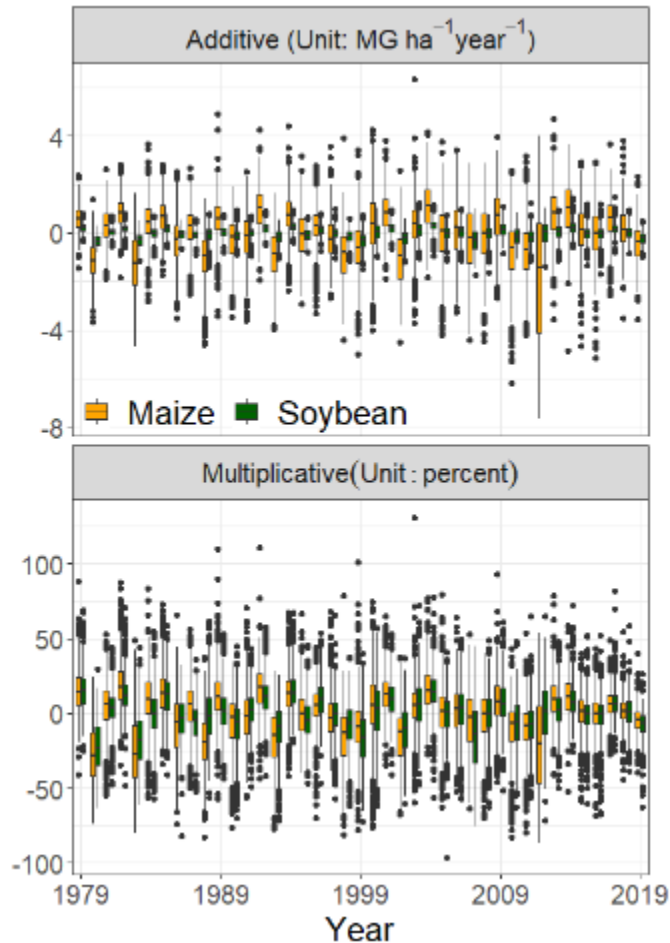 Additive (Unit: MG ha⁻¹year⁻¹)
4
0
-4
-8
Maize Soybean
Multiplicative(Unit : percent)
100
50
0
-50
-100
1979 1989 1999 2009 2019
Year